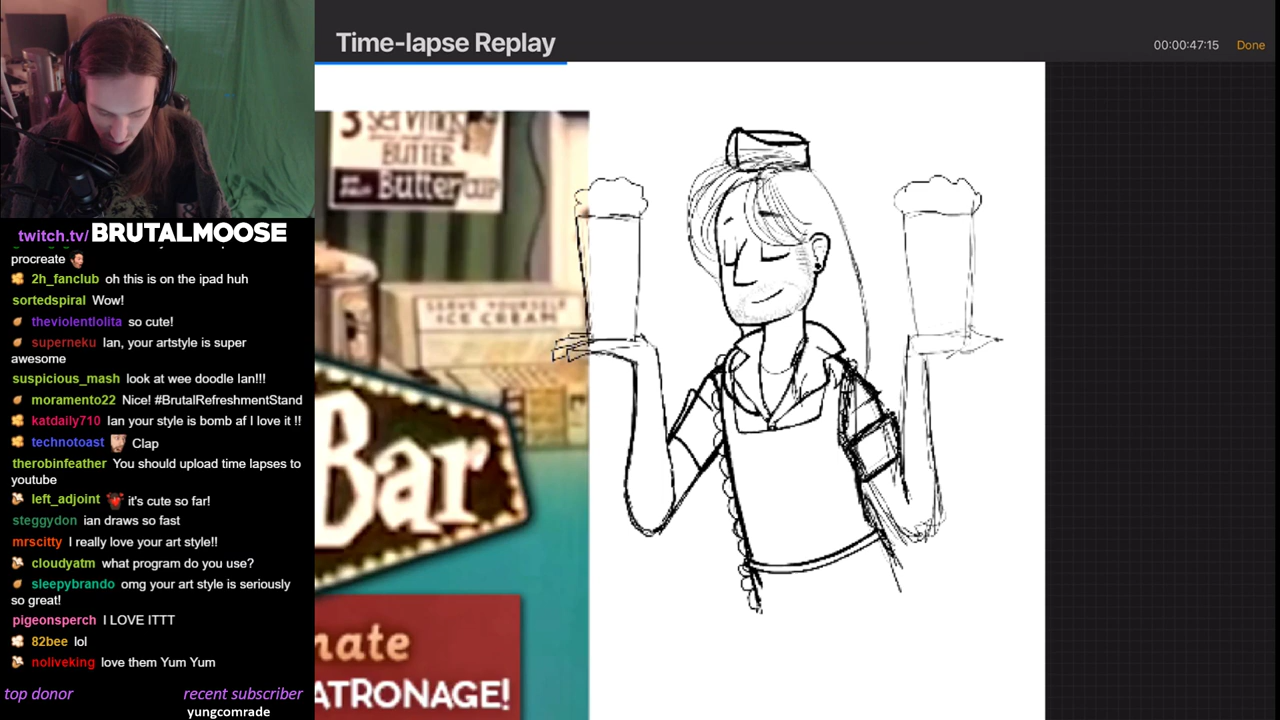 Time-lapse Replay
00:00:47:15 Done
3 SERVINGS
BUTTER
Buttercup
SERVE YOURSELF
ICE CREAM
Bar
nate
ATRONAGE!
twitch.tv/BRUTALMOOSE
procreate
2h_fanclub oh this is on the ipad huh
sortedspiral Wow!
theviolentlolita so cute!
superneku Ian, your artstyle is super
awesome
suspicious_mash look at wee doodle Ian!!!
moramento22 Nice! #BrutalRefreshmentStand
katdaily710 Ian your style is bomb af I love it !!
technotoast Clap
therobinfeather You should upload time lapses to
youtube
left_adjoint it's cute so far!
steggydon ian draws so fast
mrscitty I really love your art style!!
cloudyatm what program do you use?
sleepybrando omg your art style is seriously
so great!
pigeonsperch I LOVE ITTT
82bee lol
noliveking love them Yum Yum
top donor recent subscriber
yungcomrade